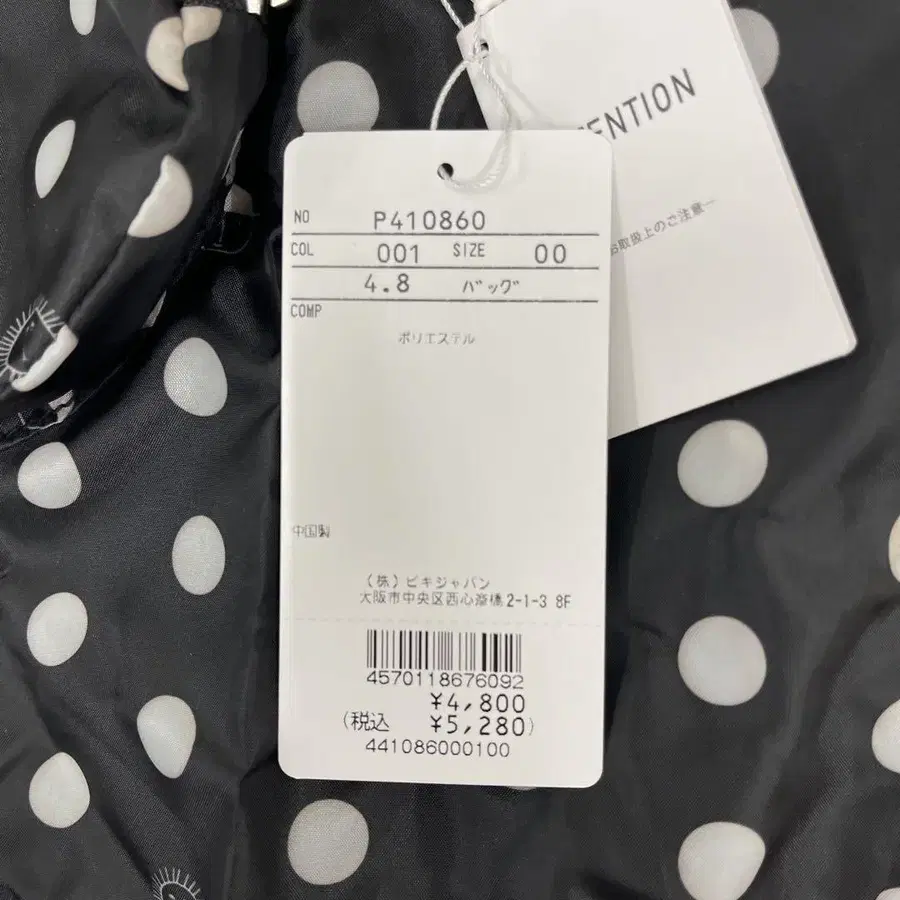 NO P410860
COL 001 SIZE 00
4.8 バッグ
COMP
ポリエステル
中国製
(株)ピキジャパン
大阪市中央区西心斎橋2-1-3 8F
4570118676092
¥4,800
(税込 ¥5,280)
441086000100
ENTION
取扱上のご注意